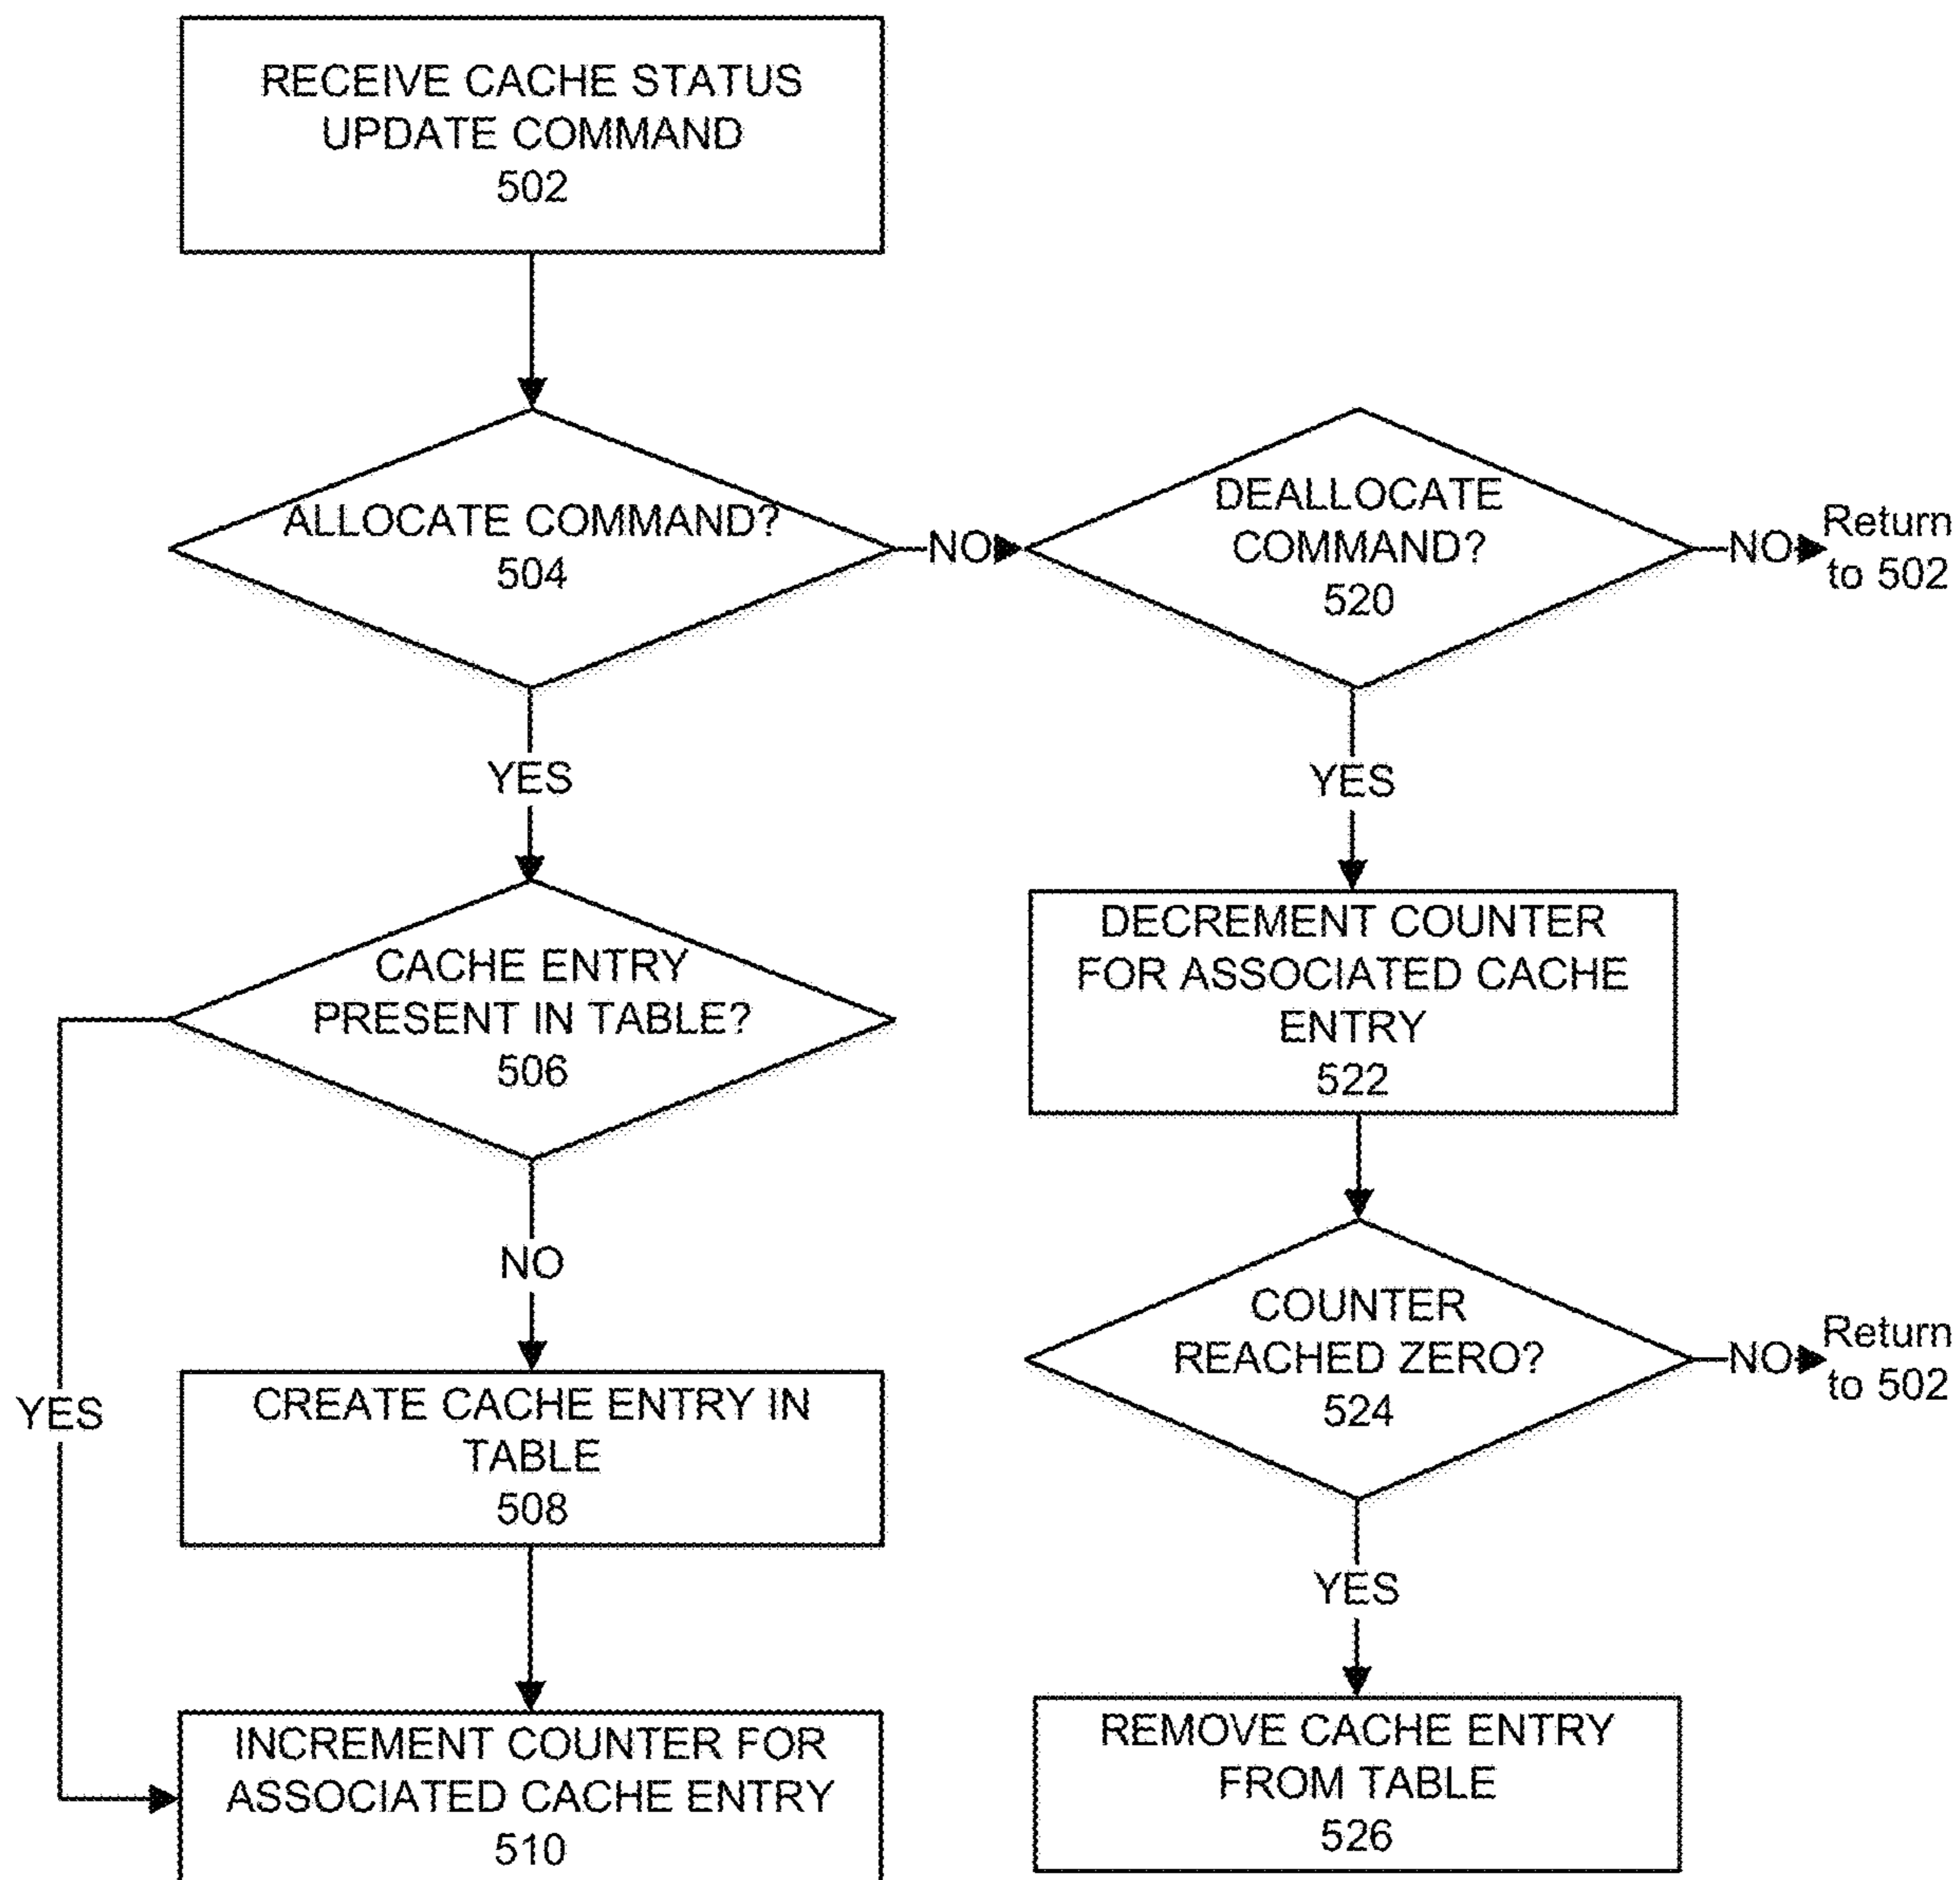 RECEIVE CACHE STATUS
UPDATE COMMAND
502
ALLOCATE COMMAND?
504
NO
DEALLOCATE
COMMAND?
520
NO
Return
to 502
YES
YES
CACHE ENTRY
PRESENT IN TABLE?
506
DECREMENT COUNTER
FOR ASSOCIATED CACHE
ENTRY
522
NO
YES
COUNTER
REACHED ZERO?
524
NO
Return
to 502
CREATE CACHE ENTRY IN
TABLE
508
YES
INCREMENT COUNTER FOR
ASSOCIATED CACHE ENTRY
510
REMOVE CACHE ENTRY
FROM TABLE
526